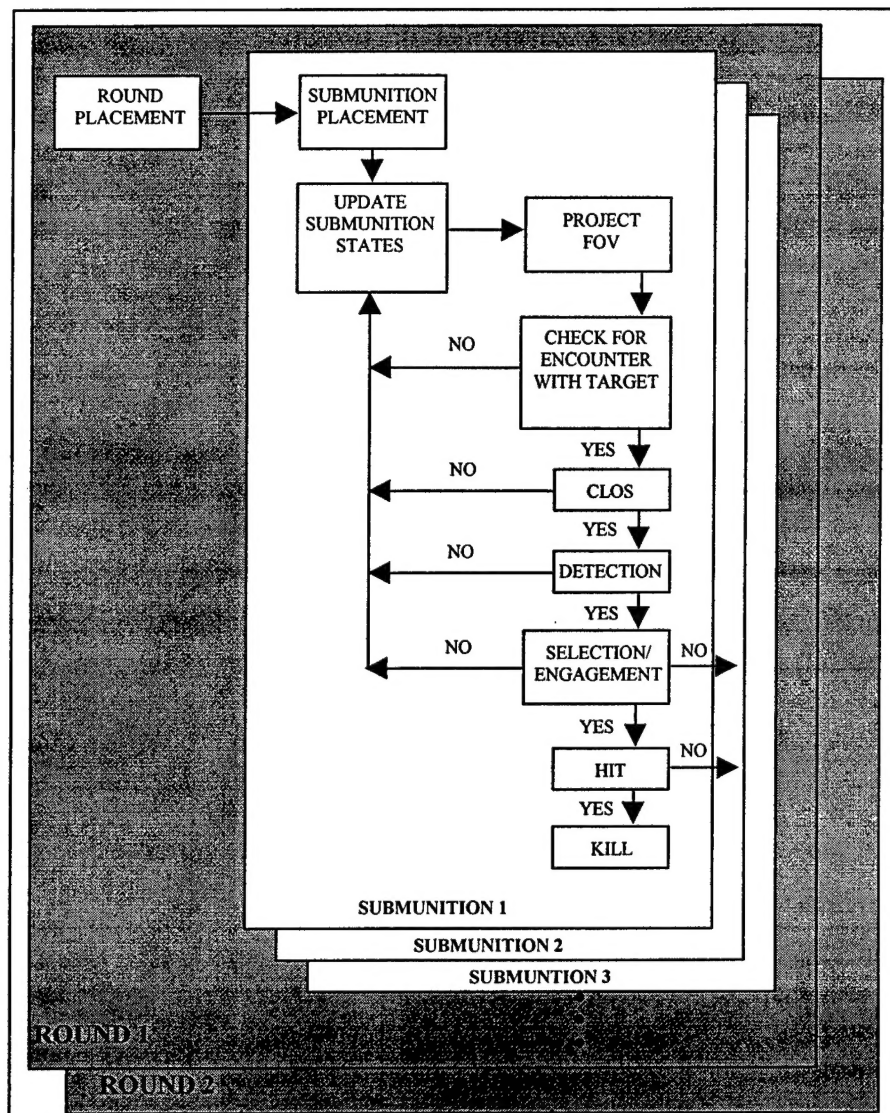 ROUND
PLACEMENT
SUBMUNITION
PLACEMENT
UPDATE
SUBMUNITION
STATES
PROJECT
FOV
CHECK FOR
ENCOUNTER
WITH TARGET
NO
YES
CLOS
NO
YES
DETECTION
NO
YES
SELECTION/
ENGAGEMENT
NO
NO
YES
HIT
NO
YES
KILL
SUBMUNITION 1
SUBMUNITION 2
SUBMUNTION 3
ROUND 1
ROUND 2